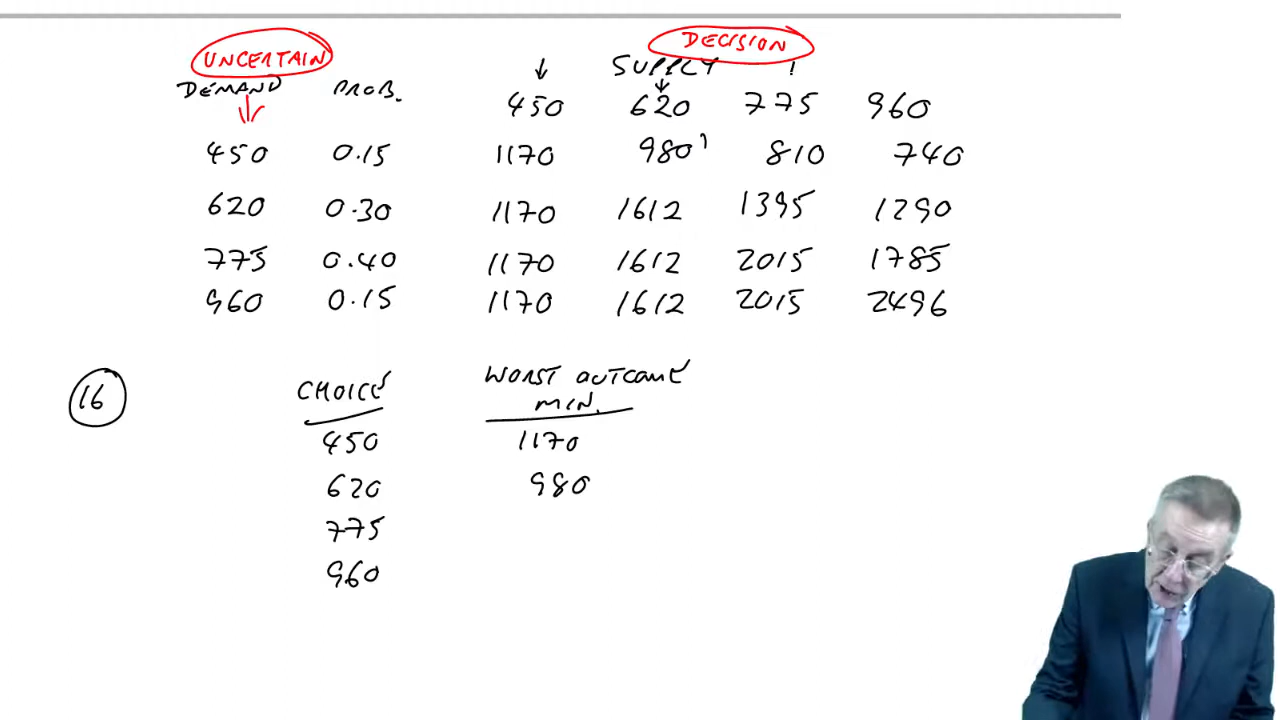 UNCERTAIN DECISION
DEMAND PROB. SUPPLY
450 620 775 960
450 0.15 1170 980 810 740
620 0.30 1170 1612 1395 1290
775 0.40 1170 1612 2015 1785
960 0.15 1170 1612 2015 2496
16 CHOICE WORST OUTCOME
MIN.
450 1170
620 980
775
960